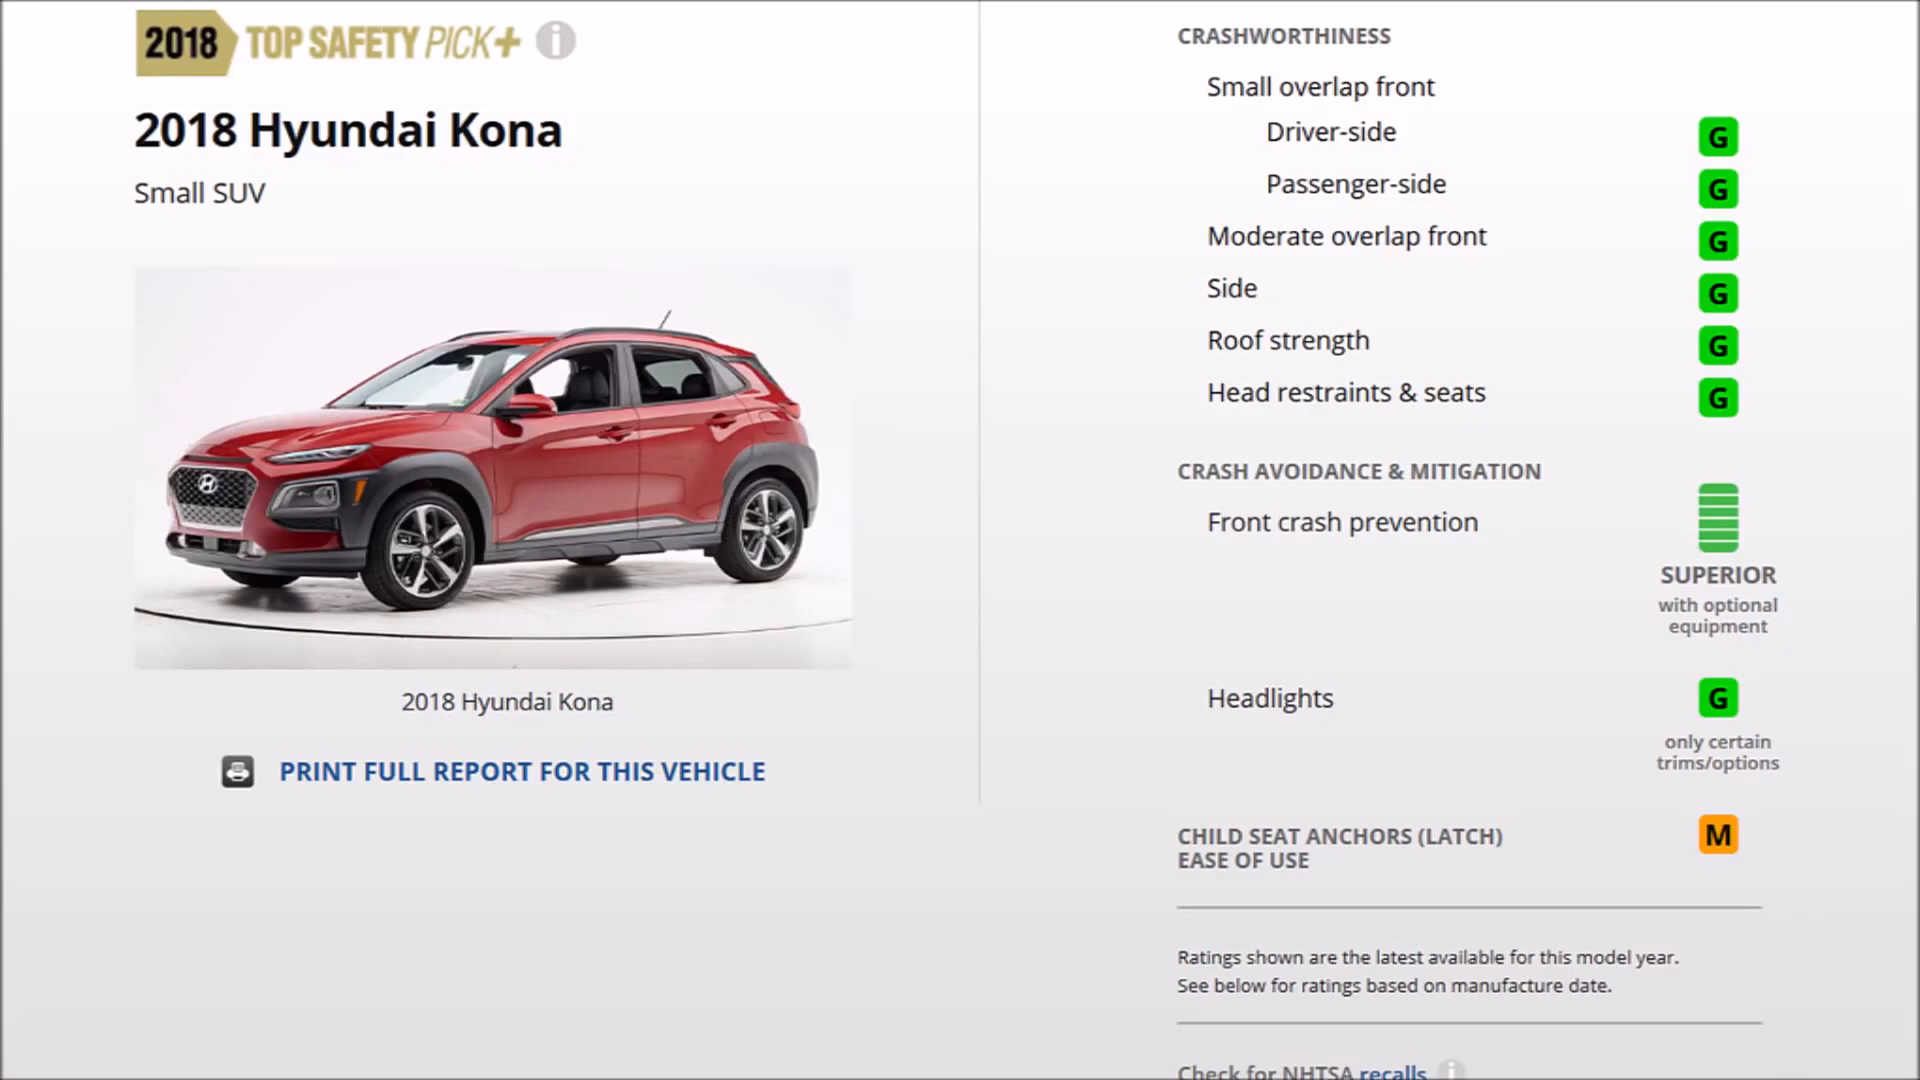 2018 TOP SAFETY PICK+ i
2018 Hyundai Kona
Small SUV
2018 Hyundai Kona
PRINT FULL REPORT FOR THIS VEHICLE
CRASHWORTHINESS
Small overlap front
Driver-side G
Passenger-side G
Moderate overlap front G
Side G
Roof strength G
Head restraints & seats G
CRASH AVOIDANCE & MITIGATION
Front crash prevention
SUPERIOR
with optional
equipment
Headlights G
only certain
trims/options
CHILD SEAT ANCHORS (LATCH) M
EASE OF USE
Ratings shown are the latest available for this model year.
See below for ratings based on manufacture date.
Check for NHTSA recalls i